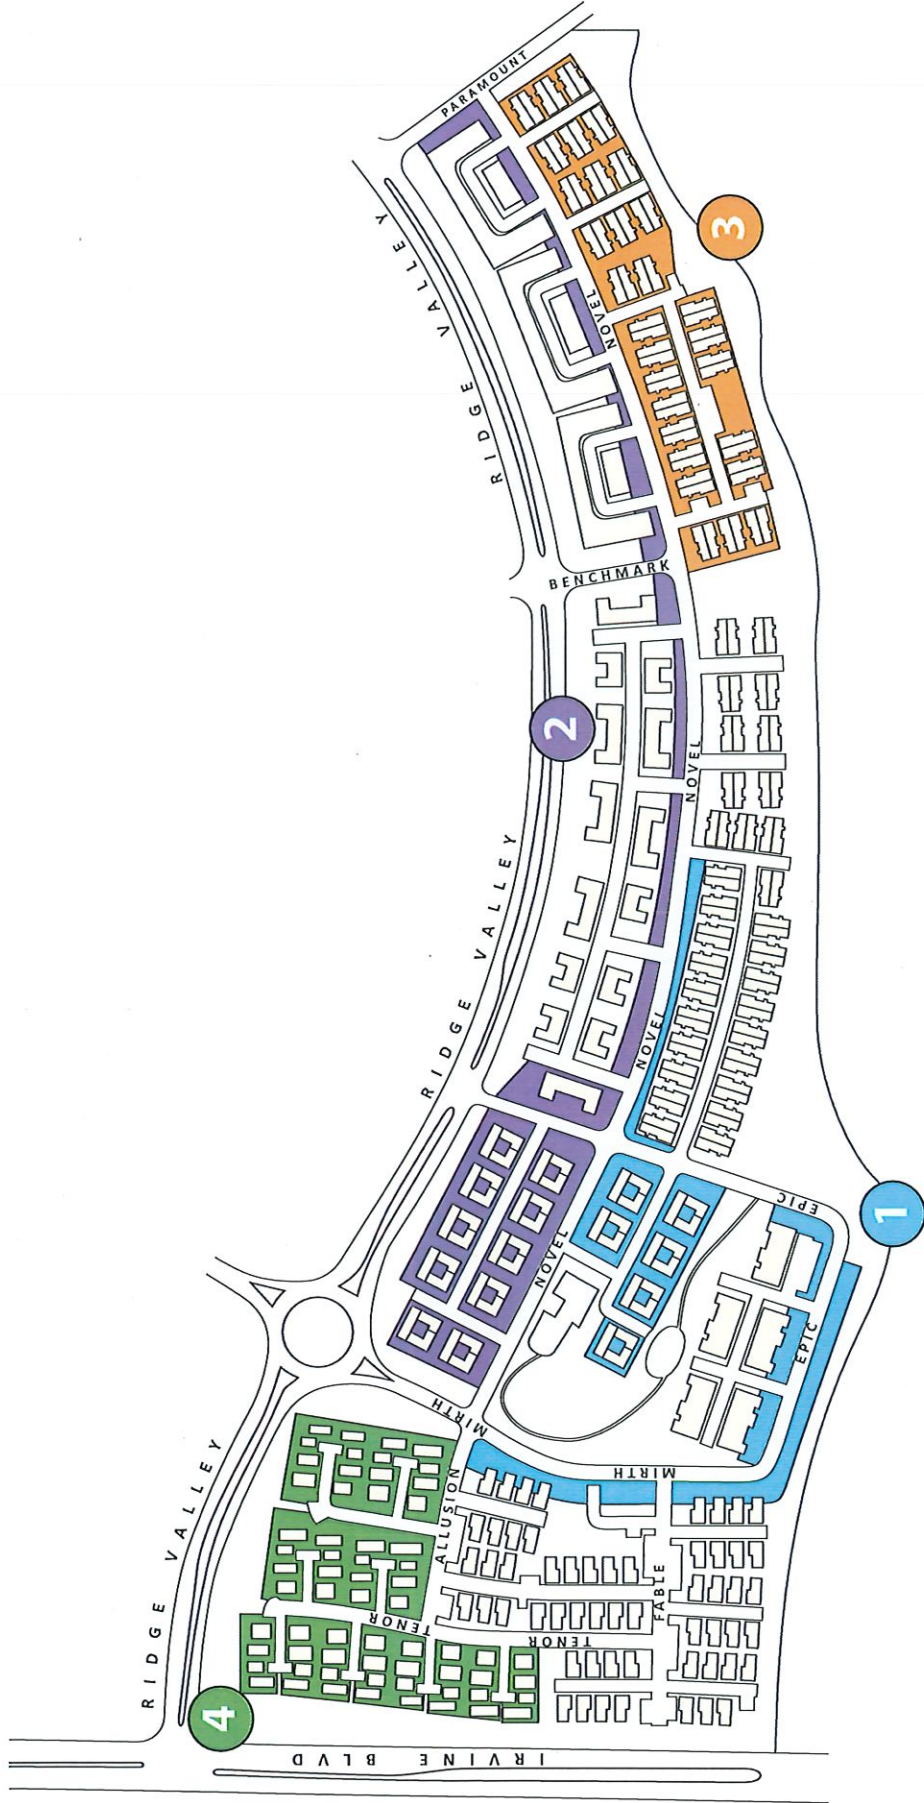 PARAMOUNT
RIDGE VALLEY
3
NOVEL
BENCHMARK
2
NOVEL
RIDGE VALLEY
NOVEL
EPIC
1
NOVEL
EPIC
MIRTH
MIRTH
ALLUSION
RIDGE VALLEY
FABLE
TENOR
TENOR
4
IRVINE BLVD